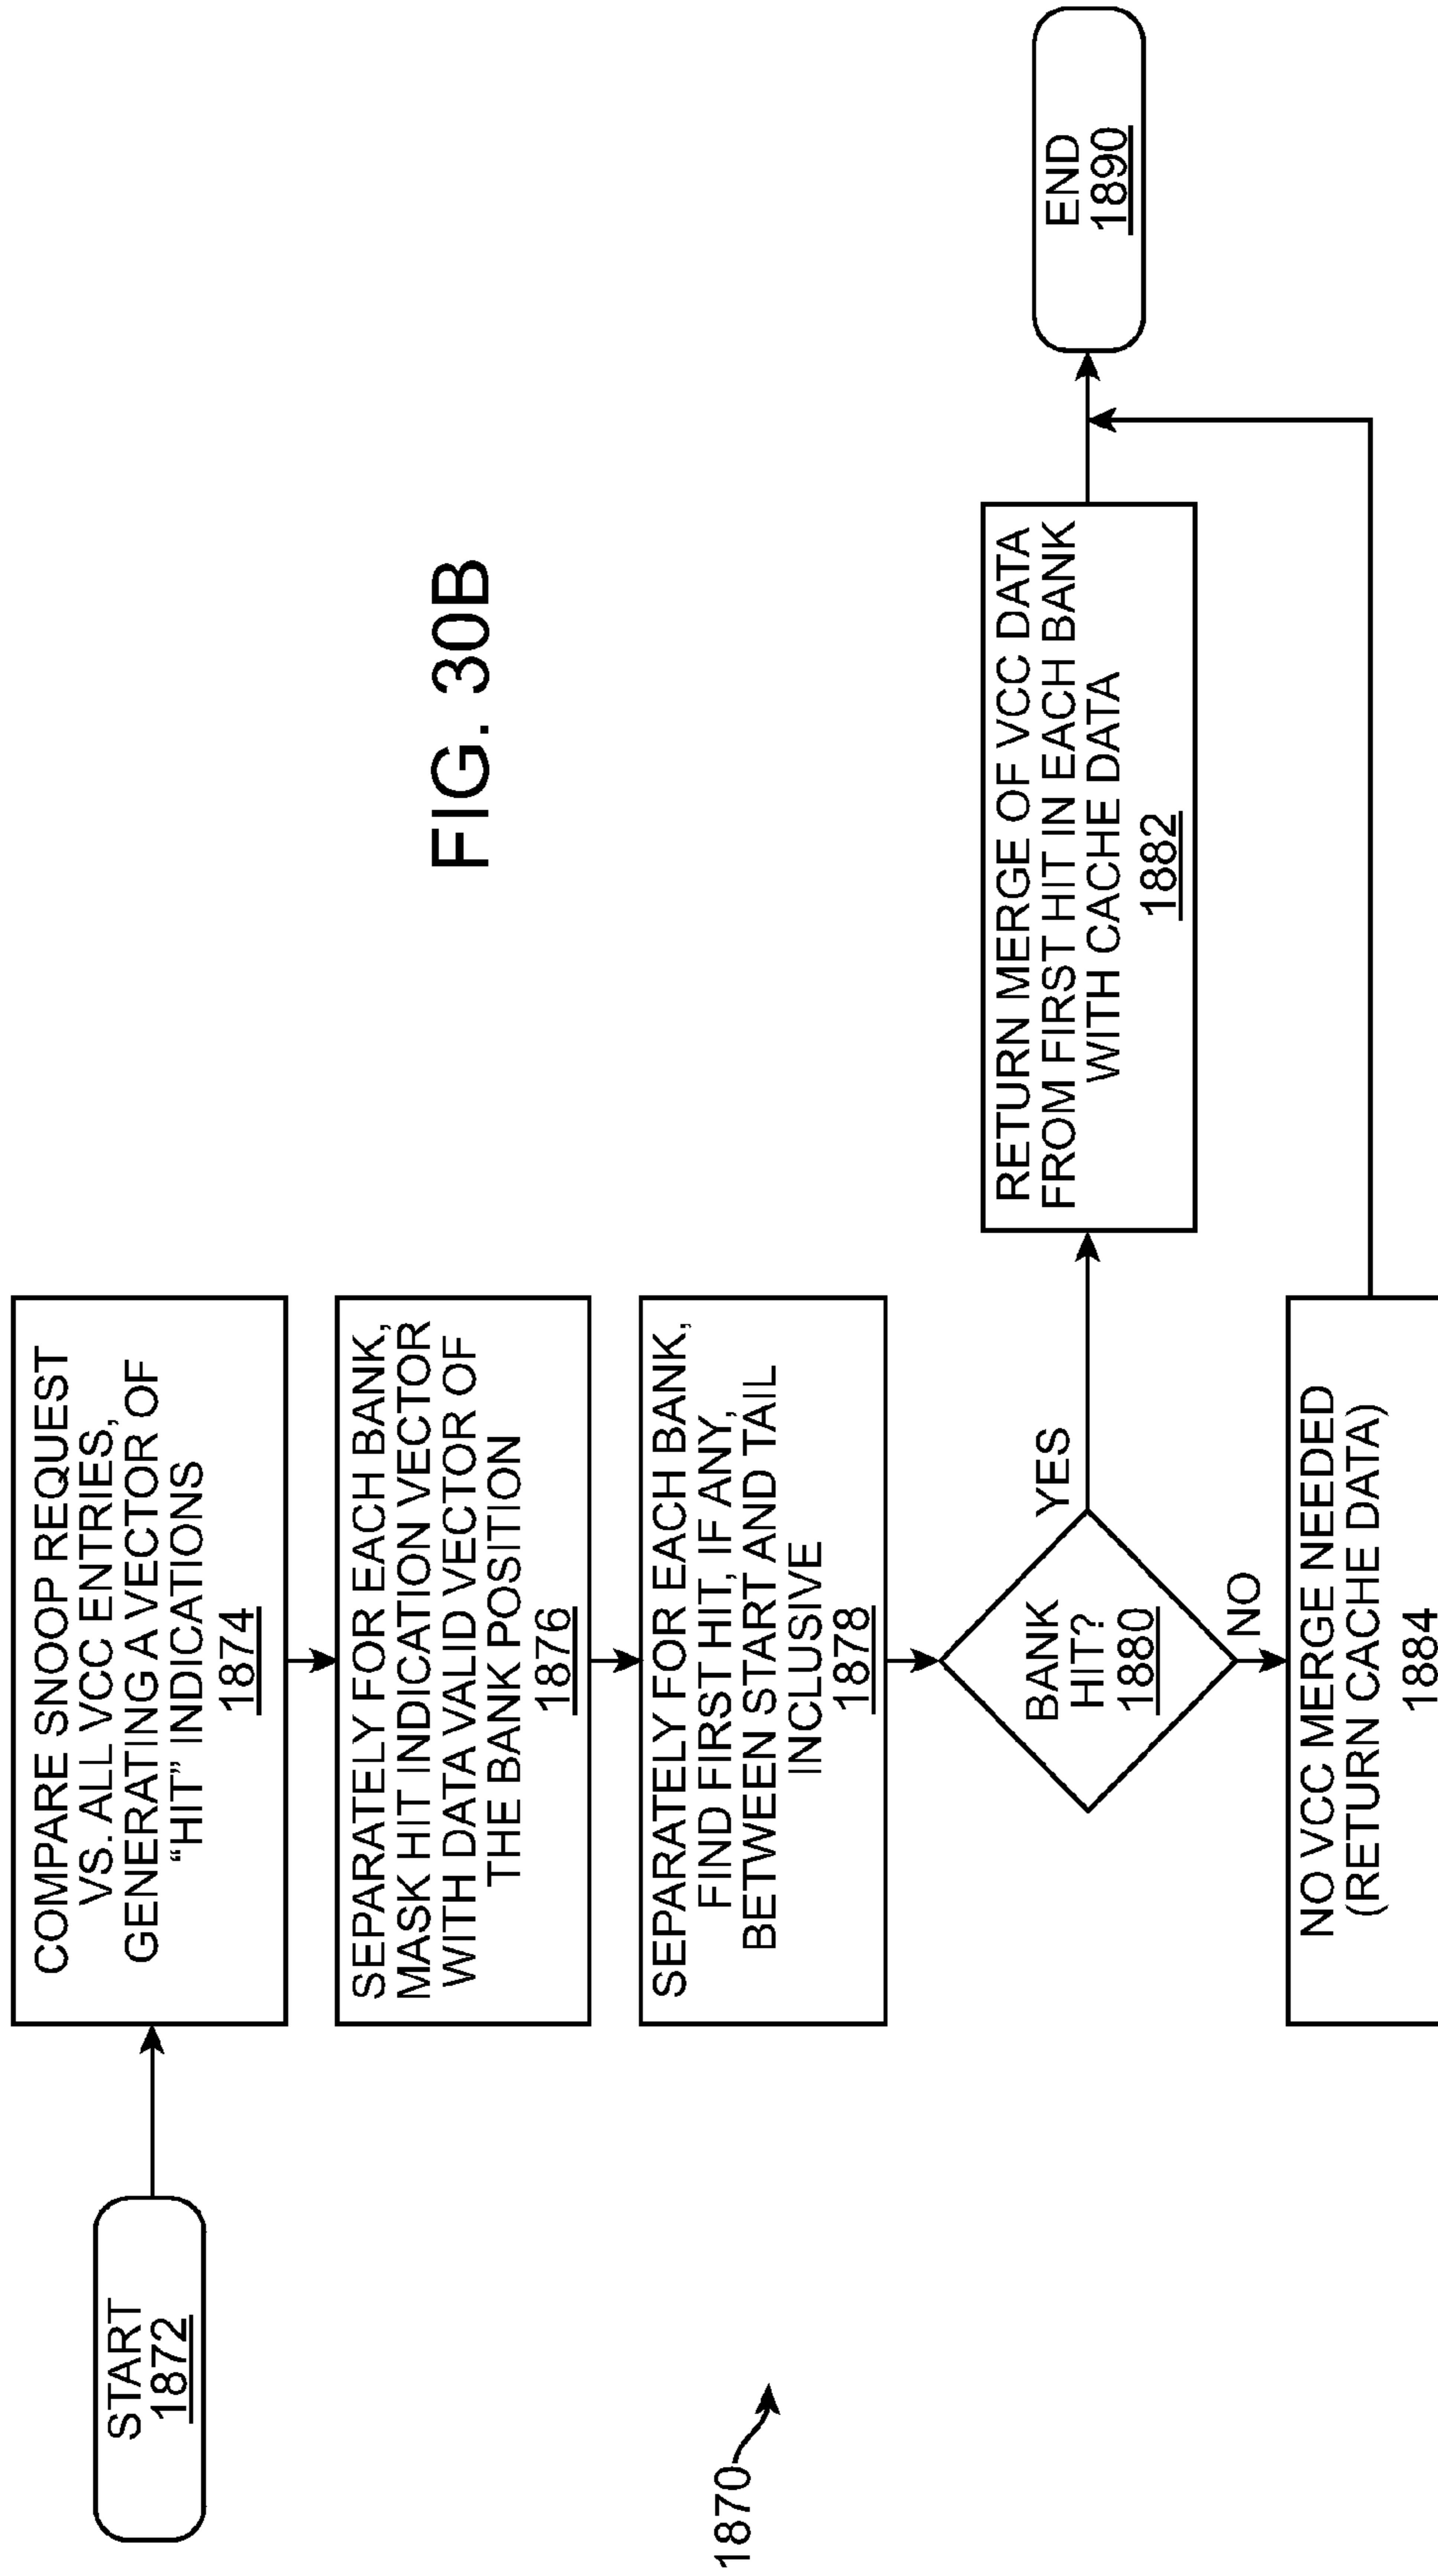 START
1872
COMPARE SNOOP REQUEST
VS. ALL VCC ENTRIES,
GENERATING A VECTOR OF
“HIT” INDICATIONS
1874
SEPARATELY FOR EACH BANK,
MASK HIT INDICATION VECTOR
WITH DATA VALID VECTOR OF
THE BANK POSITION
1876
SEPARATELY FOR EACH BANK,
FIND FIRST HIT, IF ANY,
BETWEEN START AND TAIL
INCLUSIVE
1878
BANK
HIT?
1880
YES
NO
RETURN MERGE OF VCC DATA
FROM FIRST HIT IN EACH BANK
WITH CACHE DATA
1882
NO VCC MERGE NEEDED
(RETURN CACHE DATA)
1884
END
1890
1870
FIG. 30B